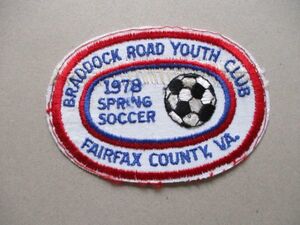 BRADDOCK ROAD YOUTH CLUB
1978
SPRING
SOCCER
FAIRFAX COUNTY, VA.